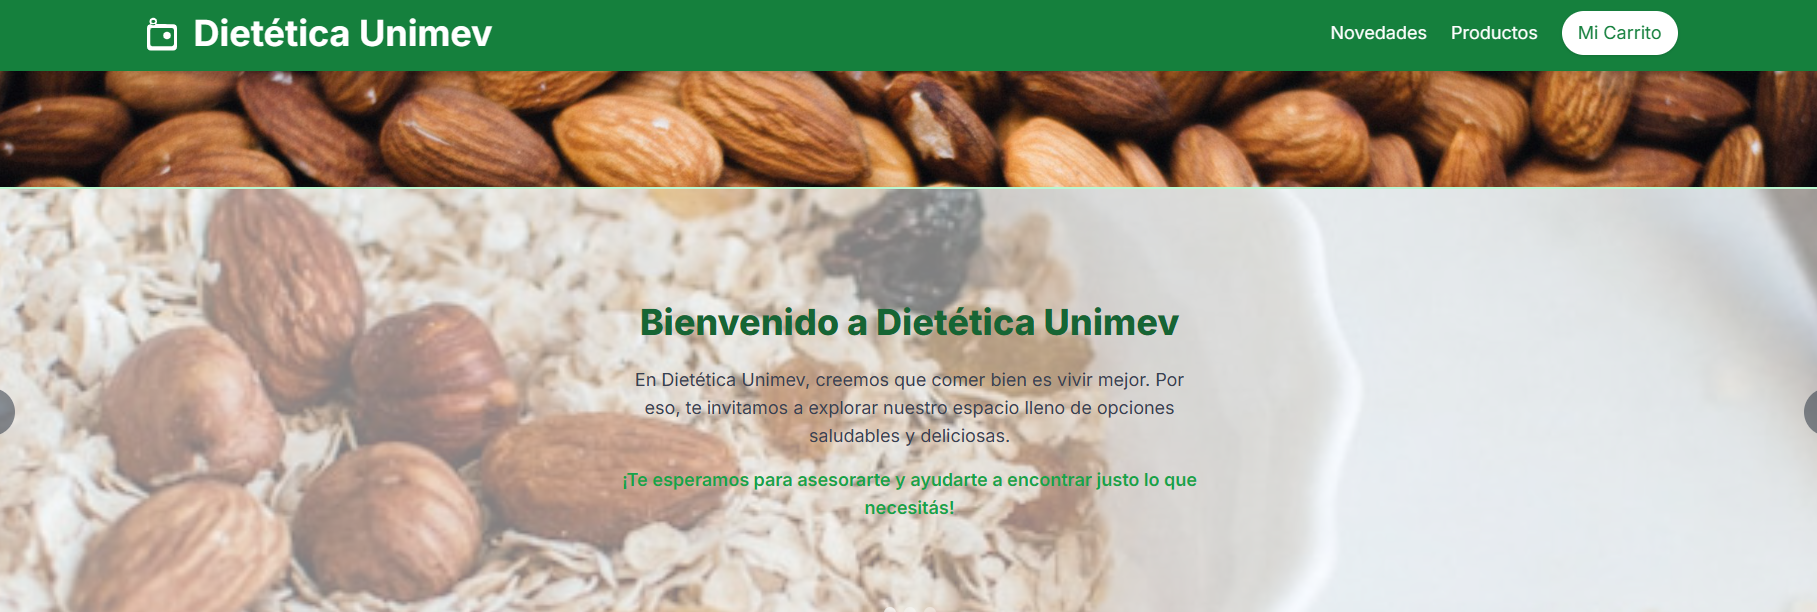 Dietética Unimev
Novedades
Productos
Mi Carrito
Bienvenido a Dietética Unimev
En Dietética Unimev, creemos que comer bien es vivir mejor. Por
eso, te invitamos a explorar nuestro espacio lleno de opciones
saludables y deliciosas.
¡Te esperamos para asesorarte y ayudarte a encontrar justo lo que
necesitás!